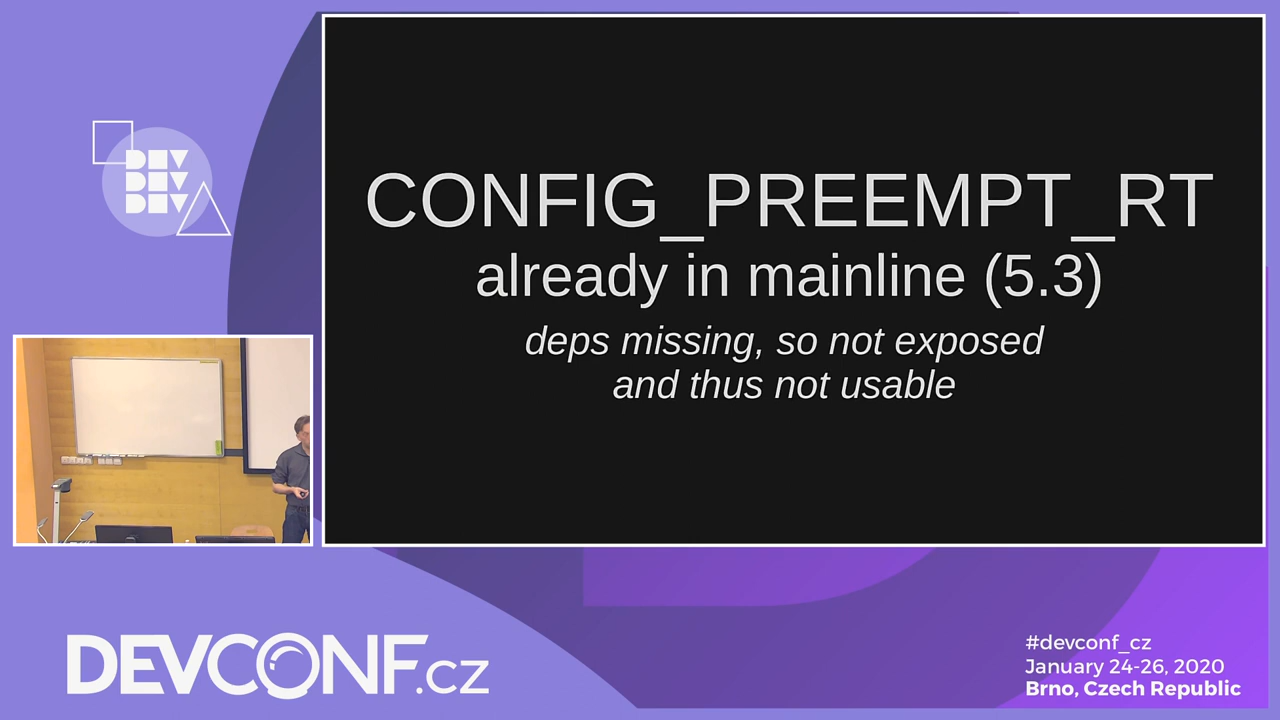 DEV
DEV
DEV
CONFIG_PREEMPT_RT
already in mainline (5.3)
deps missing, so not exposed
and thus not usable
DEVCONF.cz
#devconf_cz
January 24-26, 2020
Brno, Czech Republic